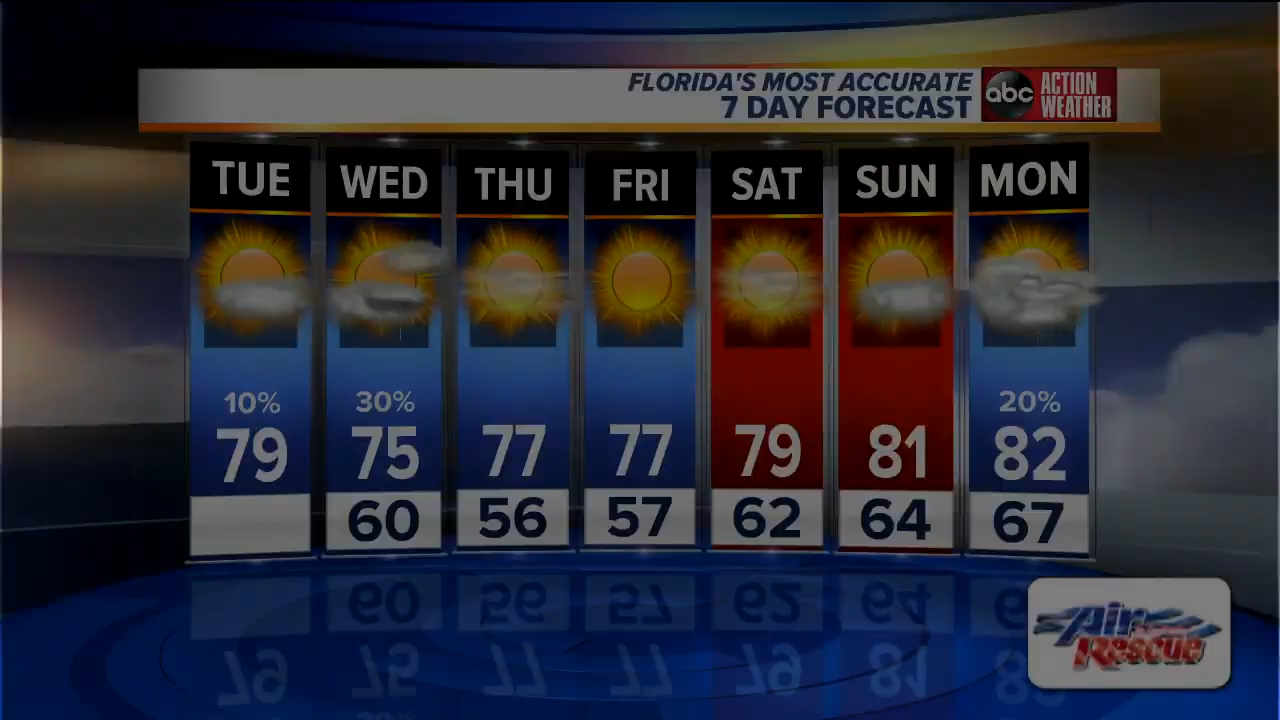 FLORIDA'S MOST ACCURATE
7 DAY FORECAST
abc ACTION
WEATHER
TUE WED THU FRI SAT SUN MON
10% 30% 20%
79 75 77 77 79 81 82
60 56 57 62 64 67
Air
Rescue